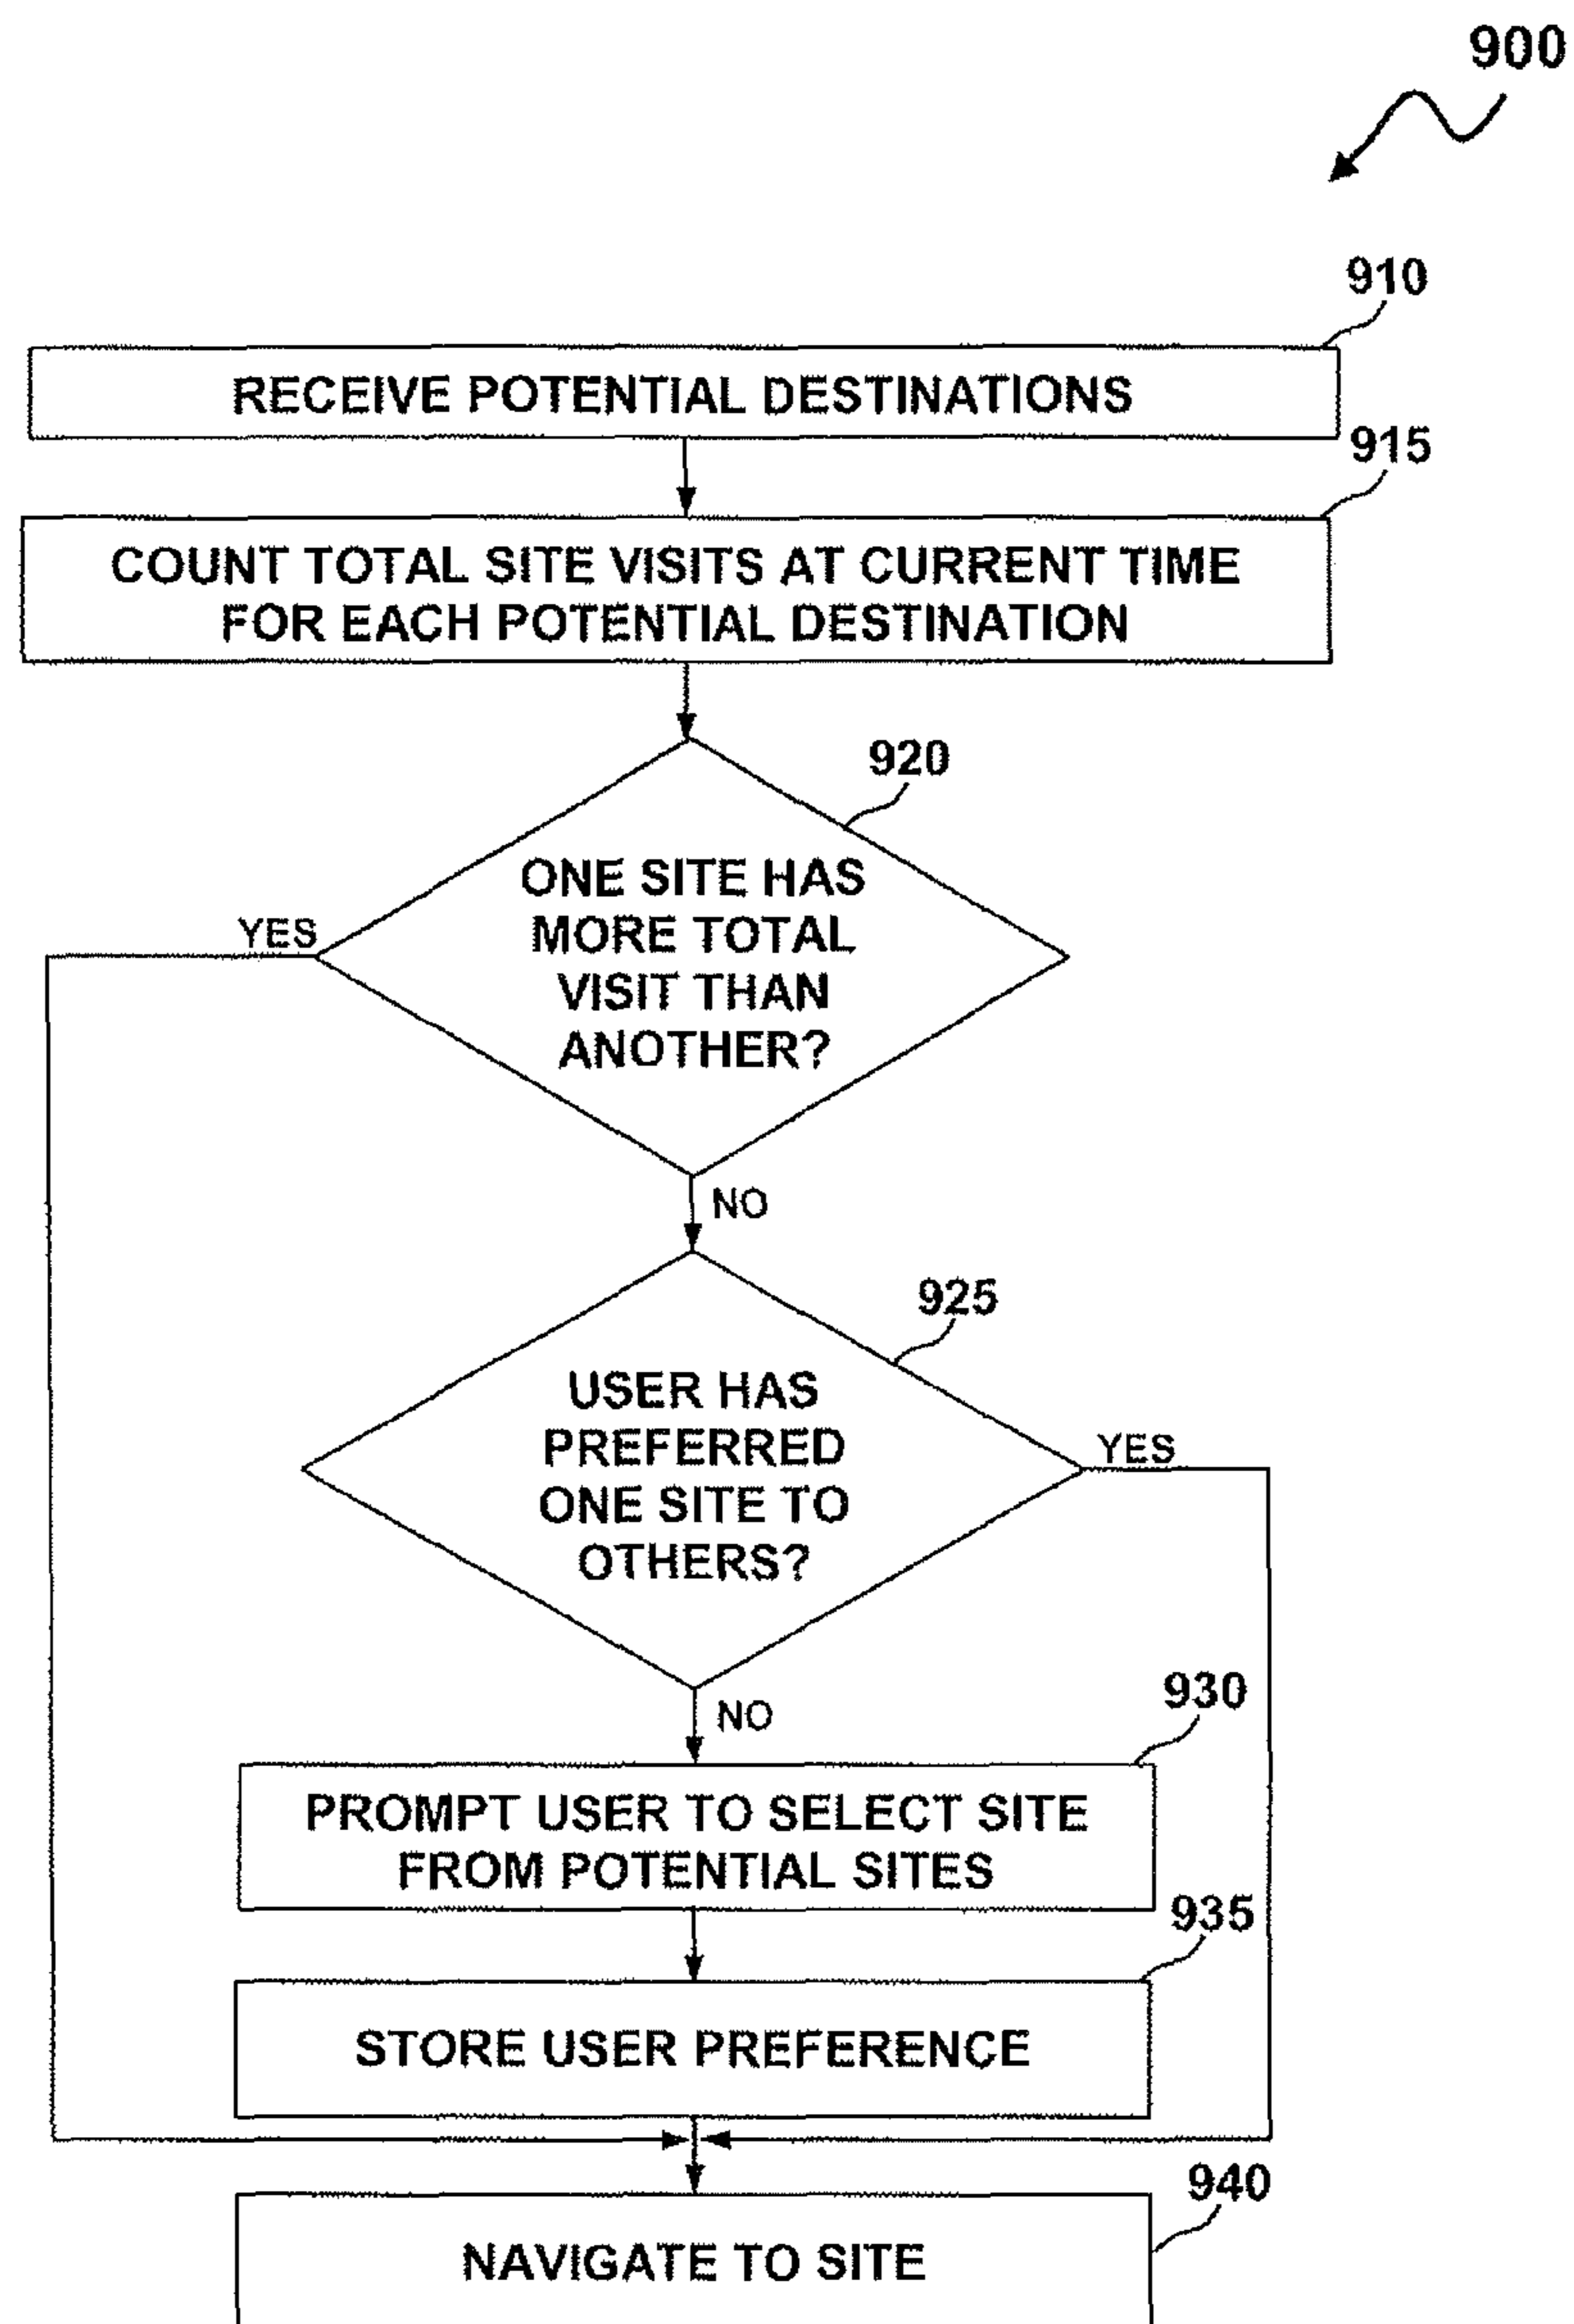 900
910
RECEIVE POTENTIAL DESTINATIONS
915
COUNT TOTAL SITE VISITS AT CURRENT TIME
FOR EACH POTENTIAL DESTINATION
920
ONE SITE HAS
MORE TOTAL
VISIT THAN
ANOTHER?
YES
NO
925
USER HAS
PREFERRED
ONE SITE TO
OTHERS?
YES
NO
930
PROMPT USER TO SELECT SITE
FROM POTENTIAL SITES
935
STORE USER PREFERENCE
940
NAVIGATE TO SITE